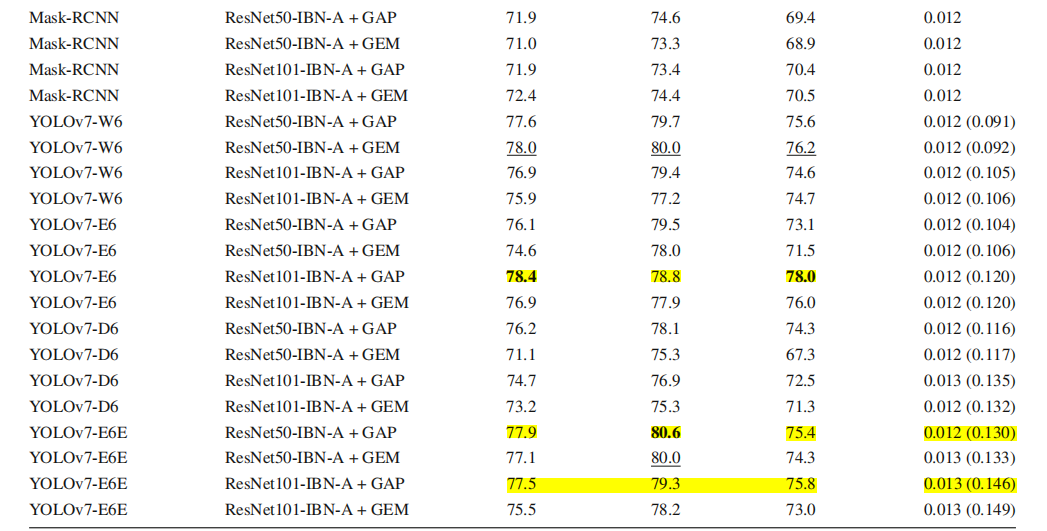 Mask-RCNN ResNet50-IBN-A + GAP 71.9 74.6 69.4 0.012
Mask-RCNN ResNet50-IBN-A + GEM 71.0 73.3 68.9 0.012
Mask-RCNN ResNet101-IBN-A + GAP 71.9 73.4 70.4 0.012
Mask-RCNN ResNet101-IBN-A + GEM 72.4 74.4 70.5 0.012
YOLOv7-W6 ResNet50-IBN-A + GAP 77.6 79.7 75.6 0.012 (0.091)
YOLOv7-W6 ResNet50-IBN-A + GEM 78.0 80.0 76.2 0.012 (0.092)
YOLOv7-W6 ResNet101-IBN-A + GAP 76.9 79.4 74.6 0.012 (0.105)
YOLOv7-W6 ResNet101-IBN-A + GEM 75.9 77.2 74.7 0.012 (0.106)
YOLOv7-E6 ResNet50-IBN-A + GAP 76.1 79.5 73.1 0.012 (0.104)
YOLOv7-E6 ResNet50-IBN-A + GEM 74.6 78.0 71.5 0.012 (0.106)
YOLOv7-E6 ResNet101-IBN-A + GAP 78.4 78.8 78.0 0.012 (0.120)
YOLOv7-E6 ResNet101-IBN-A + GEM 76.9 77.9 76.0 0.012 (0.120)
YOLOv7-D6 ResNet50-IBN-A + GAP 76.2 78.1 74.3 0.012 (0.116)
YOLOv7-D6 ResNet50-IBN-A + GEM 71.1 75.3 67.3 0.012 (0.117)
YOLOv7-D6 ResNet101-IBN-A + GAP 74.7 76.9 72.5 0.013 (0.135)
YOLOv7-D6 ResNet101-IBN-A + GEM 73.2 75.3 71.3 0.012 (0.132)
YOLOv7-E6E ResNet50-IBN-A + GAP 77.9 80.6 75.4 0.012 (0.130)
YOLOv7-E6E ResNet50-IBN-A + GEM 77.1 80.0 74.3 0.013 (0.133)
YOLOv7-E6E ResNet101-IBN-A + GAP 77.5 79.3 75.8 0.013 (0.146)
YOLOv7-E6E ResNet101-IBN-A + GEM 75.5 78.2 73.0 0.013 (0.149)